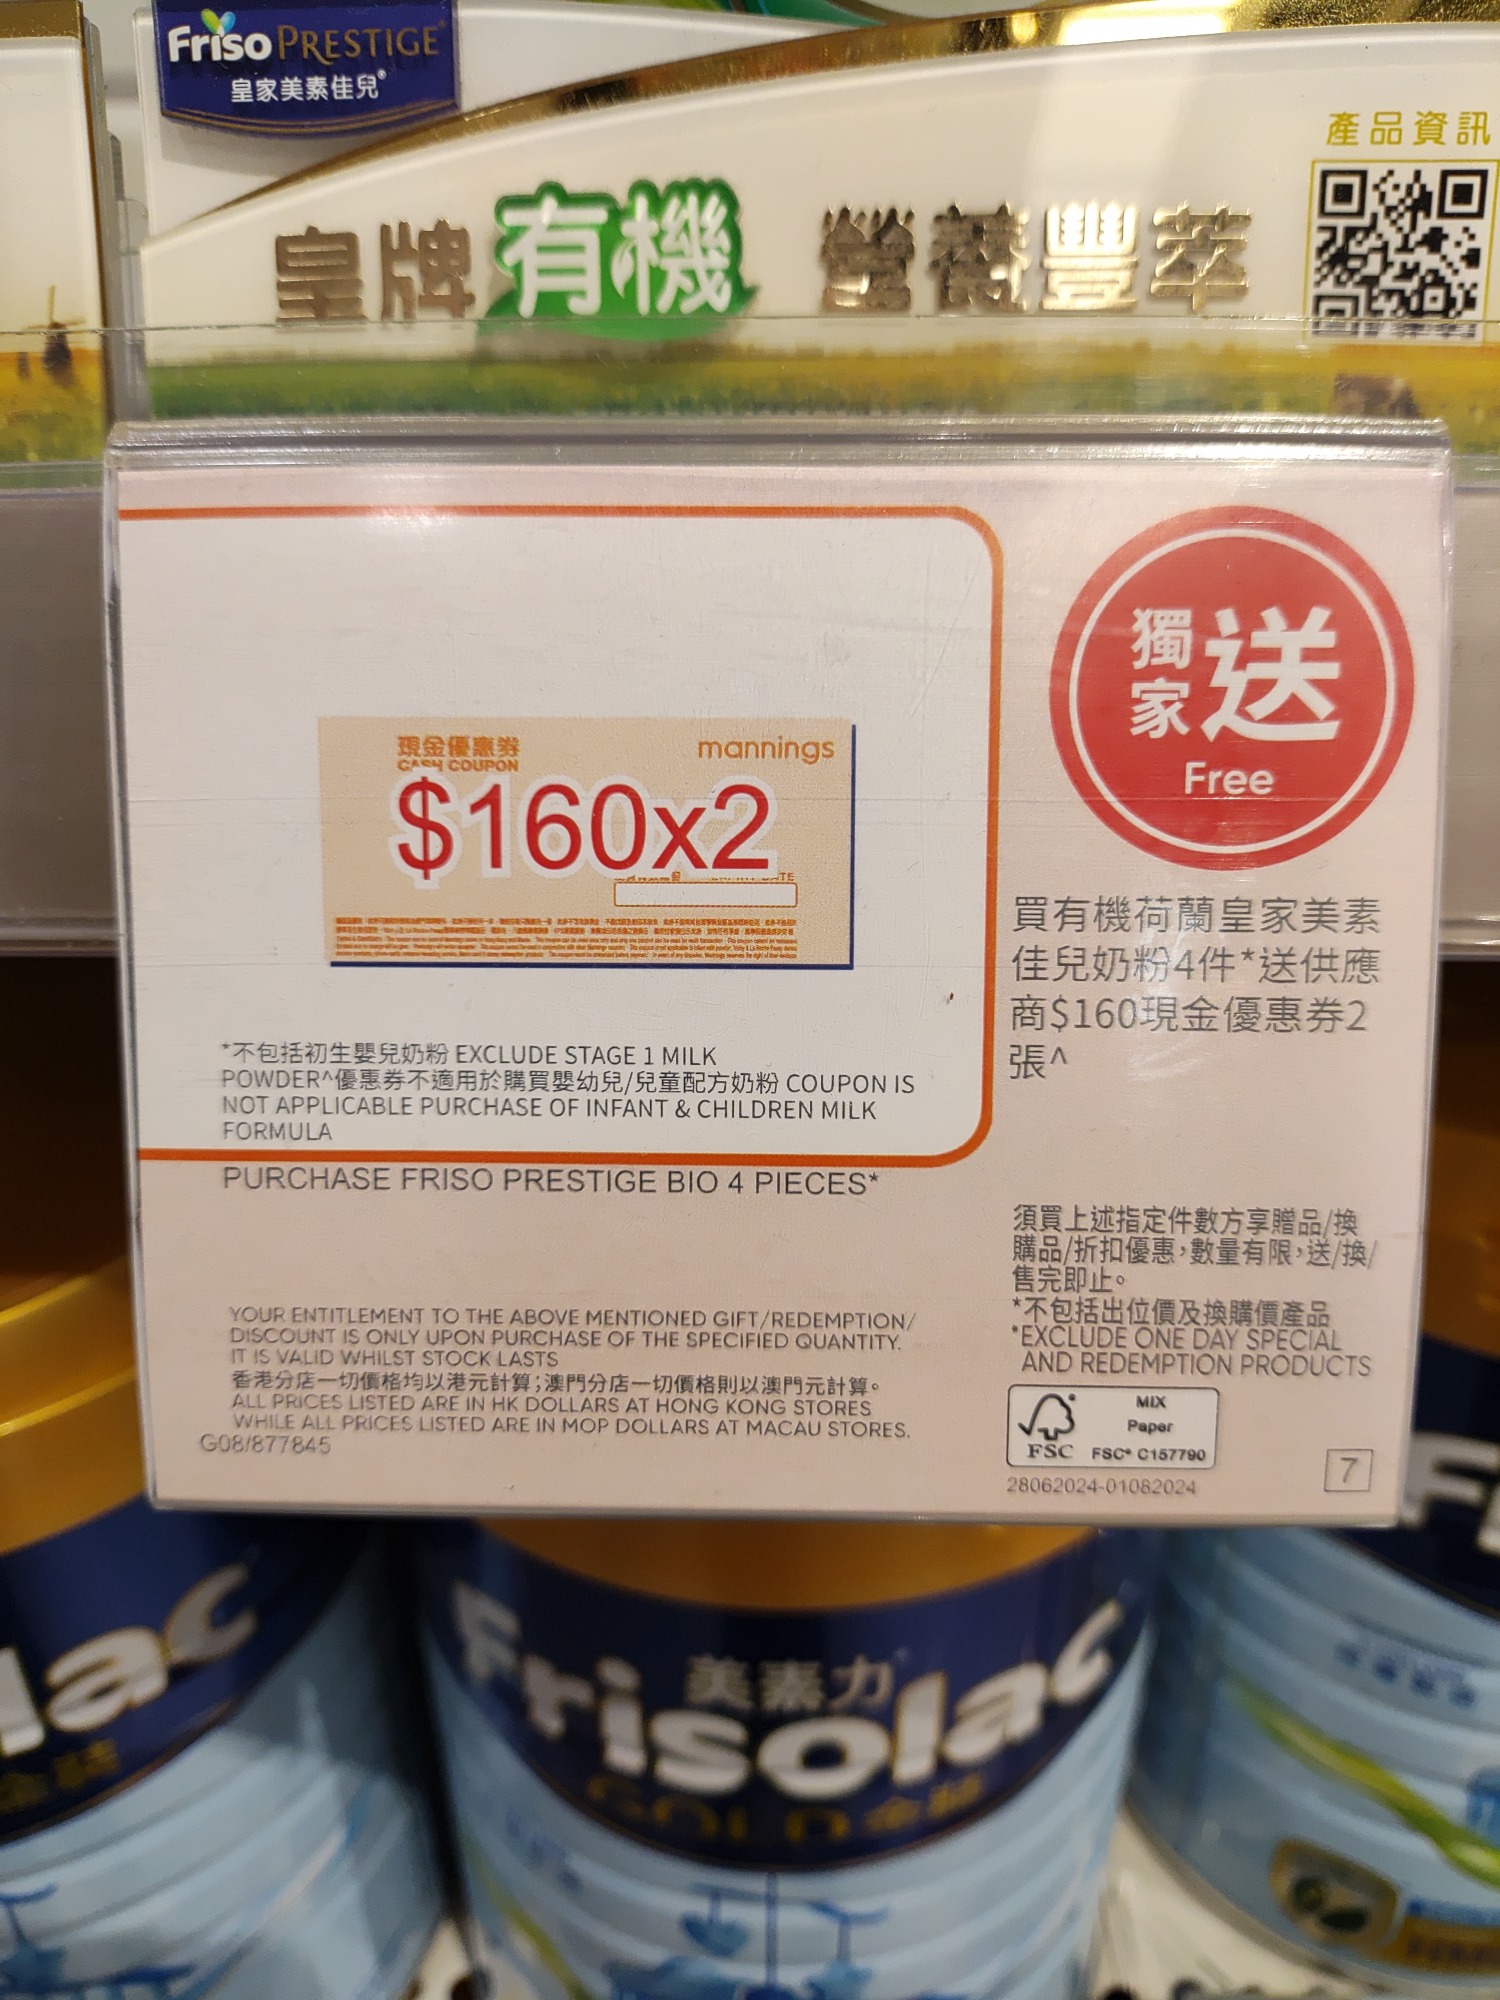 Friso PRESTIGE
皇家美素佳兒®
產品資訊
皇牌有機 營養豐萃
獨家送
Free
現金優惠券
CASH COUPON
mannings
$160x2
買有機荷蘭皇家美素
佳兒奶粉4件*送供應
商$160現金優惠券2
張^
*不包括初生嬰兒奶粉 EXCLUDE STAGE 1 MILK
POWDER^優惠券不適用於購買嬰幼兒/兒童配方奶粉 COUPON IS
NOT APPLICABLE PURCHASE OF INFANT & CHILDREN MILK
FORMULA
PURCHASE FRISO PRESTIGE BIO 4 PIECES*
YOUR ENTITLEMENT TO THE ABOVE MENTIONED GIFT/REDEMPTION/
DISCOUNT IS ONLY UPON PURCHASE OF THE SPECIFIED QUANTITY.
IT IS VALID WHILST STOCK LASTS
香港分店一切價格均以港元計算;澳門分店一切價格則以澳門元計算。
ALL PRICES LISTED ARE IN HK DOLLARS AT HONG KONG STORES
WHILE ALL PRICES LISTED ARE IN MOP DOLLARS AT MACAU STORES.
G08/877845
須買上述指定件數方享贈品/換
購品/折扣優惠,數量有限,送/換/
售完即止。
*不包括出位價及換購價產品
*EXCLUDE ONE DAY SPECIAL
AND REDEMPTION PRODUCTS
FSC
MIX
Paper
FSC® C157790
28062024-01082024
7
lac
金裝
美素力
Frisolac
GOLD 金裝